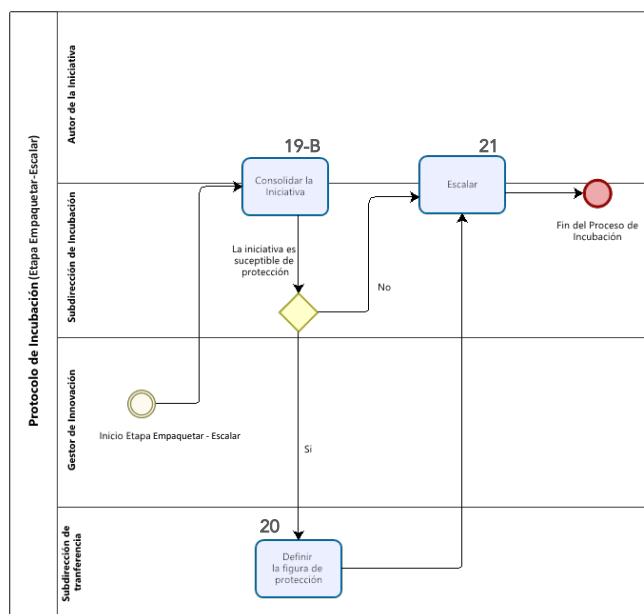 Protocolo de Incubación (Etapa Empaquetar-Escalar)
Autor de la Iniciativa
19-B
Consolidar la
Iniciativa
21
Escalar
Subdirección de Incubación
La iniciativa es
suceptible de
protección
No
Fin del Proceso de
Incubación
Gestor de Innovación
Inicio Etapa Empaquetar - Escalar
Si
Subdirección de
tranferencia
20
Definir
la figura de
protección